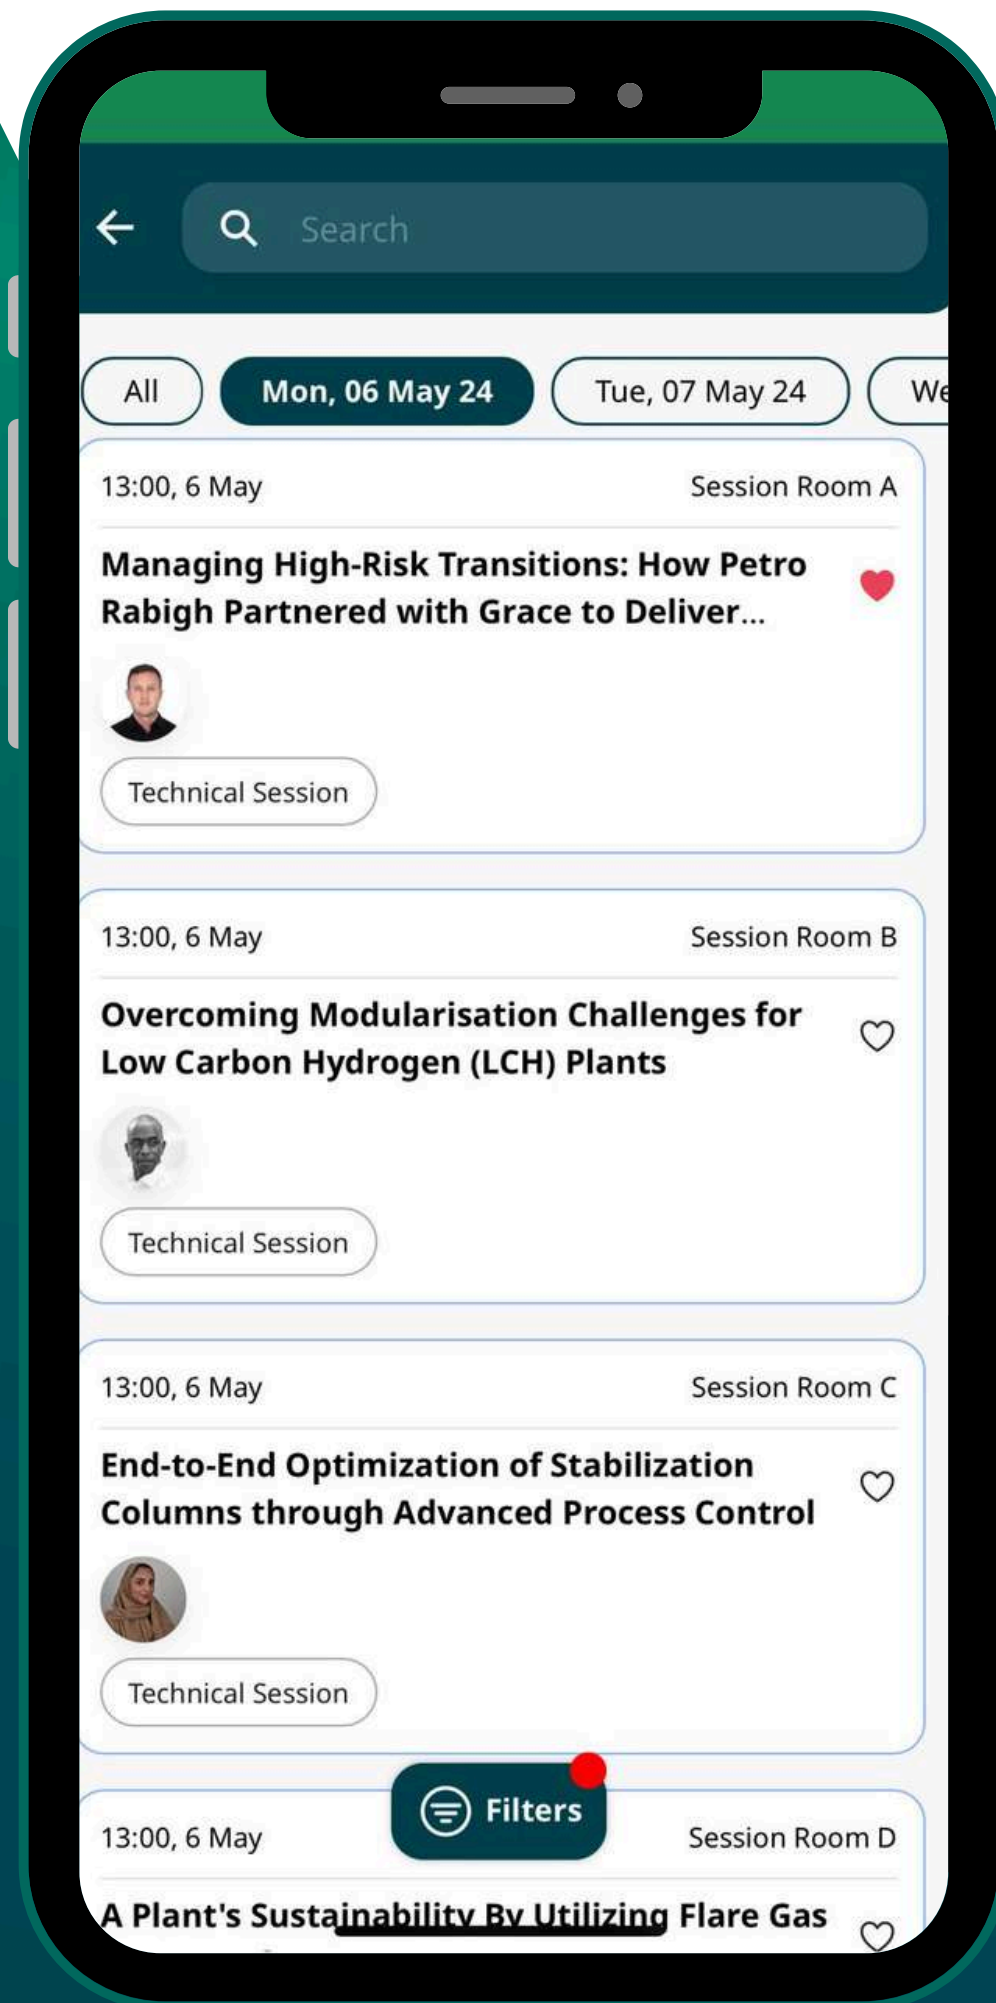 Search
All
Mon, 06 May 24
Tue, 07 May 24
We
13:00, 6 May
Session Room A
Managing High-Risk Transitions: How Petro
Rabigh Partnered with Grace to Deliver...
Technical Session
13:00, 6 May
Session Room B
Overcoming Modularisation Challenges for
Low Carbon Hydrogen (LCH) Plants
Technical Session
13:00, 6 May
Session Room C
End-to-End Optimization of Stabilization
Columns through Advanced Process Control
Technical Session
Filters
13:00, 6 May
Session Room D
A Plant's Sustainability By Utilizing Flare Gas